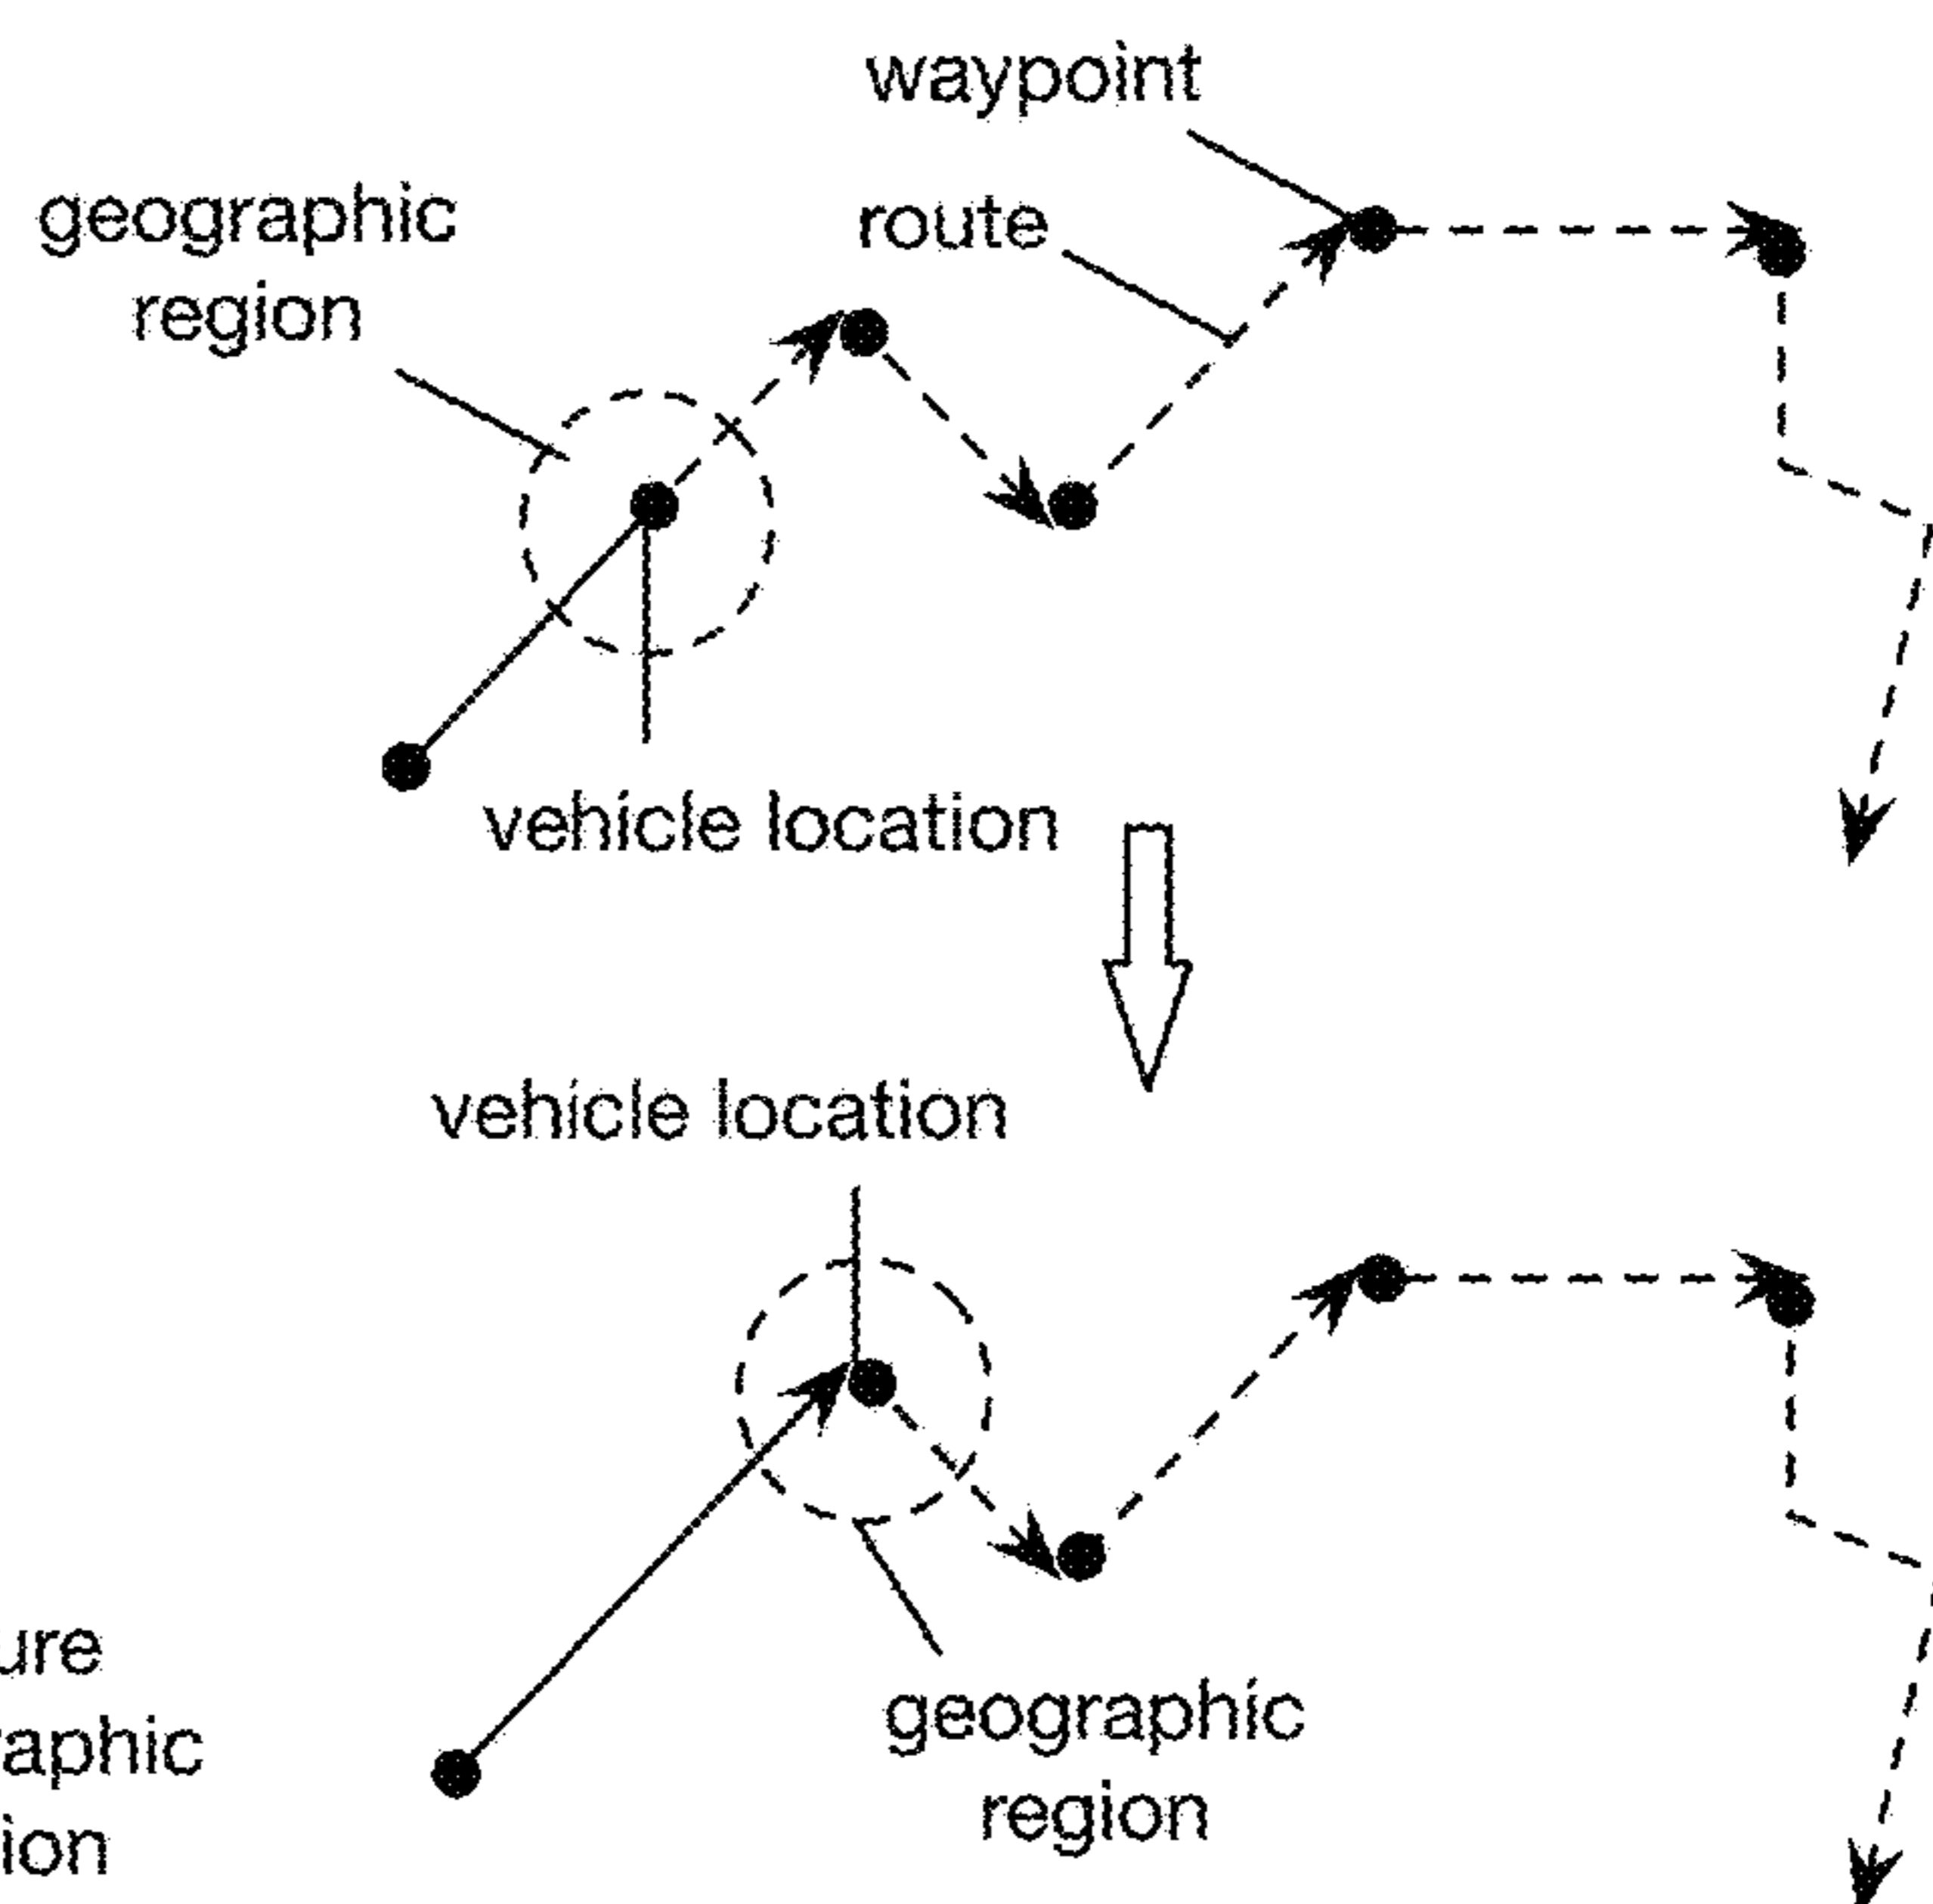 waypoint
geographic
region
route
vehicle location
vehicle location
ure
aphic
ion
geographic
region